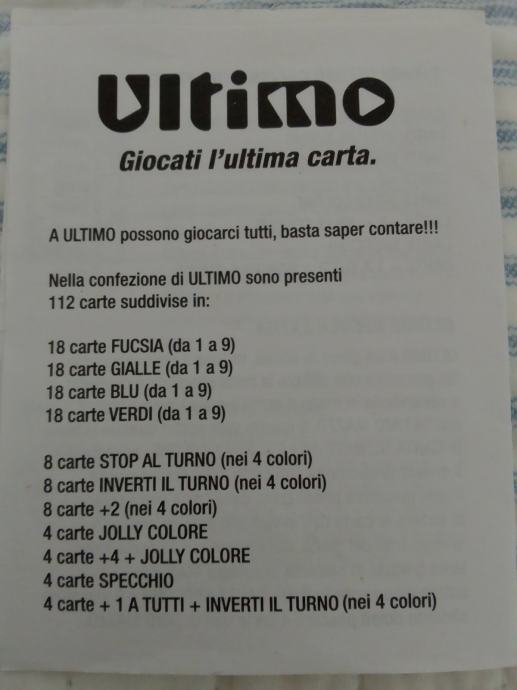 Ultimo
Giocati l'ultima carta.
A ULTIMO possono giocarci tutti, basta saper contare!!!
Nella confezione di ULTIMO sono presenti
112 carte suddivise in:
18 carte FUCSIA (da 1 a 9)
18 carte GIALLE (da 1 a 9)
18 carte BLU (da 1 a 9)
18 carte VERDI (da 1 a 9)
8 carte STOP AL TURNO (nei 4 colori)
8 carte INVERTI IL TURNO (nei 4 colori)
8 carte +2 (nei 4 colori)
4 carte JOLLY COLORE
4 carte +4 + JOLLY COLORE
4 carte SPECCHIO
4 carte + 1 A TUTTI + INVERTI IL TURNO (nei 4 colori)